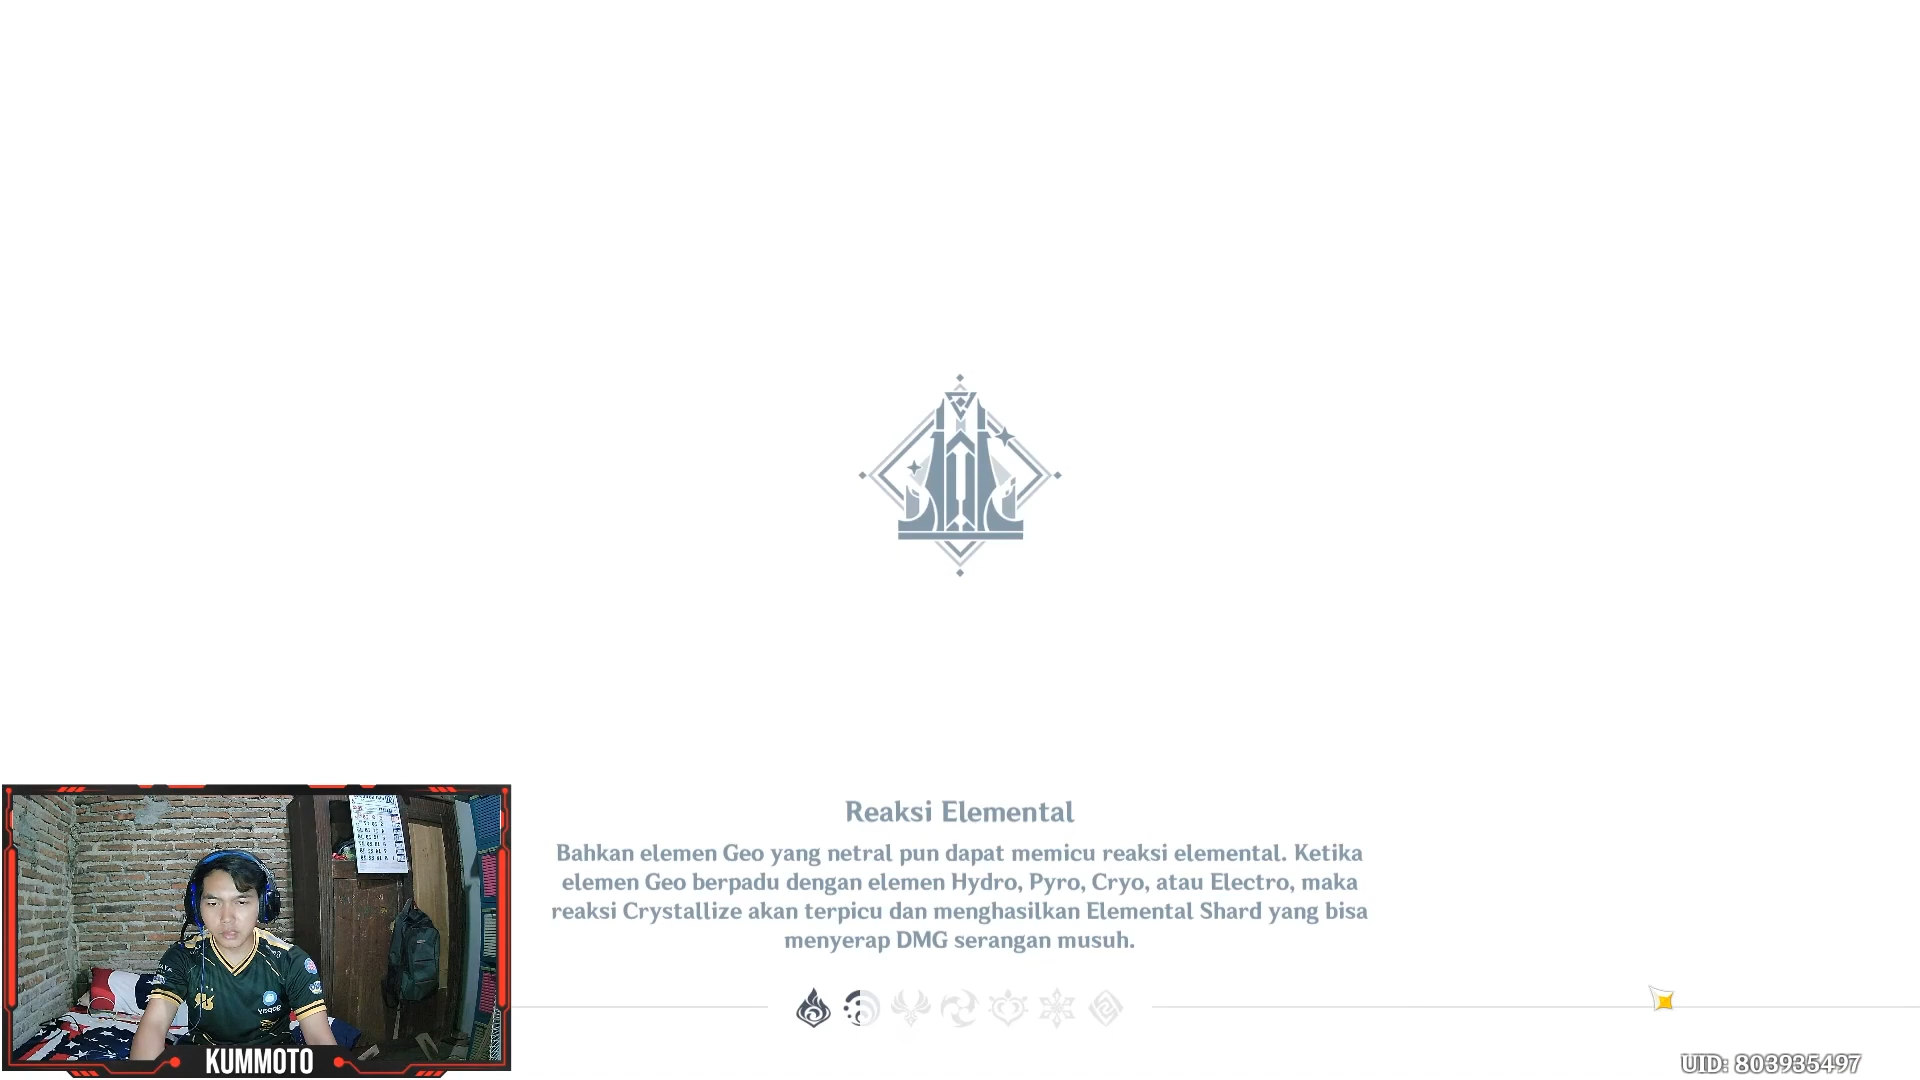 Reaksi Elemental
Bahkan elemen Geo yang netral pun dapat memicu reaksi elemental. Ketika
elemen Geo berpadu dengan elemen Hydro, Pyro, Cryo, atau Electro, maka
reaksi Crystallize akan terpicu dan menghasilkan Elemental Shard yang bisa
menyerap DMG serangan musuh.
KUMMOTO
UID: 803935497